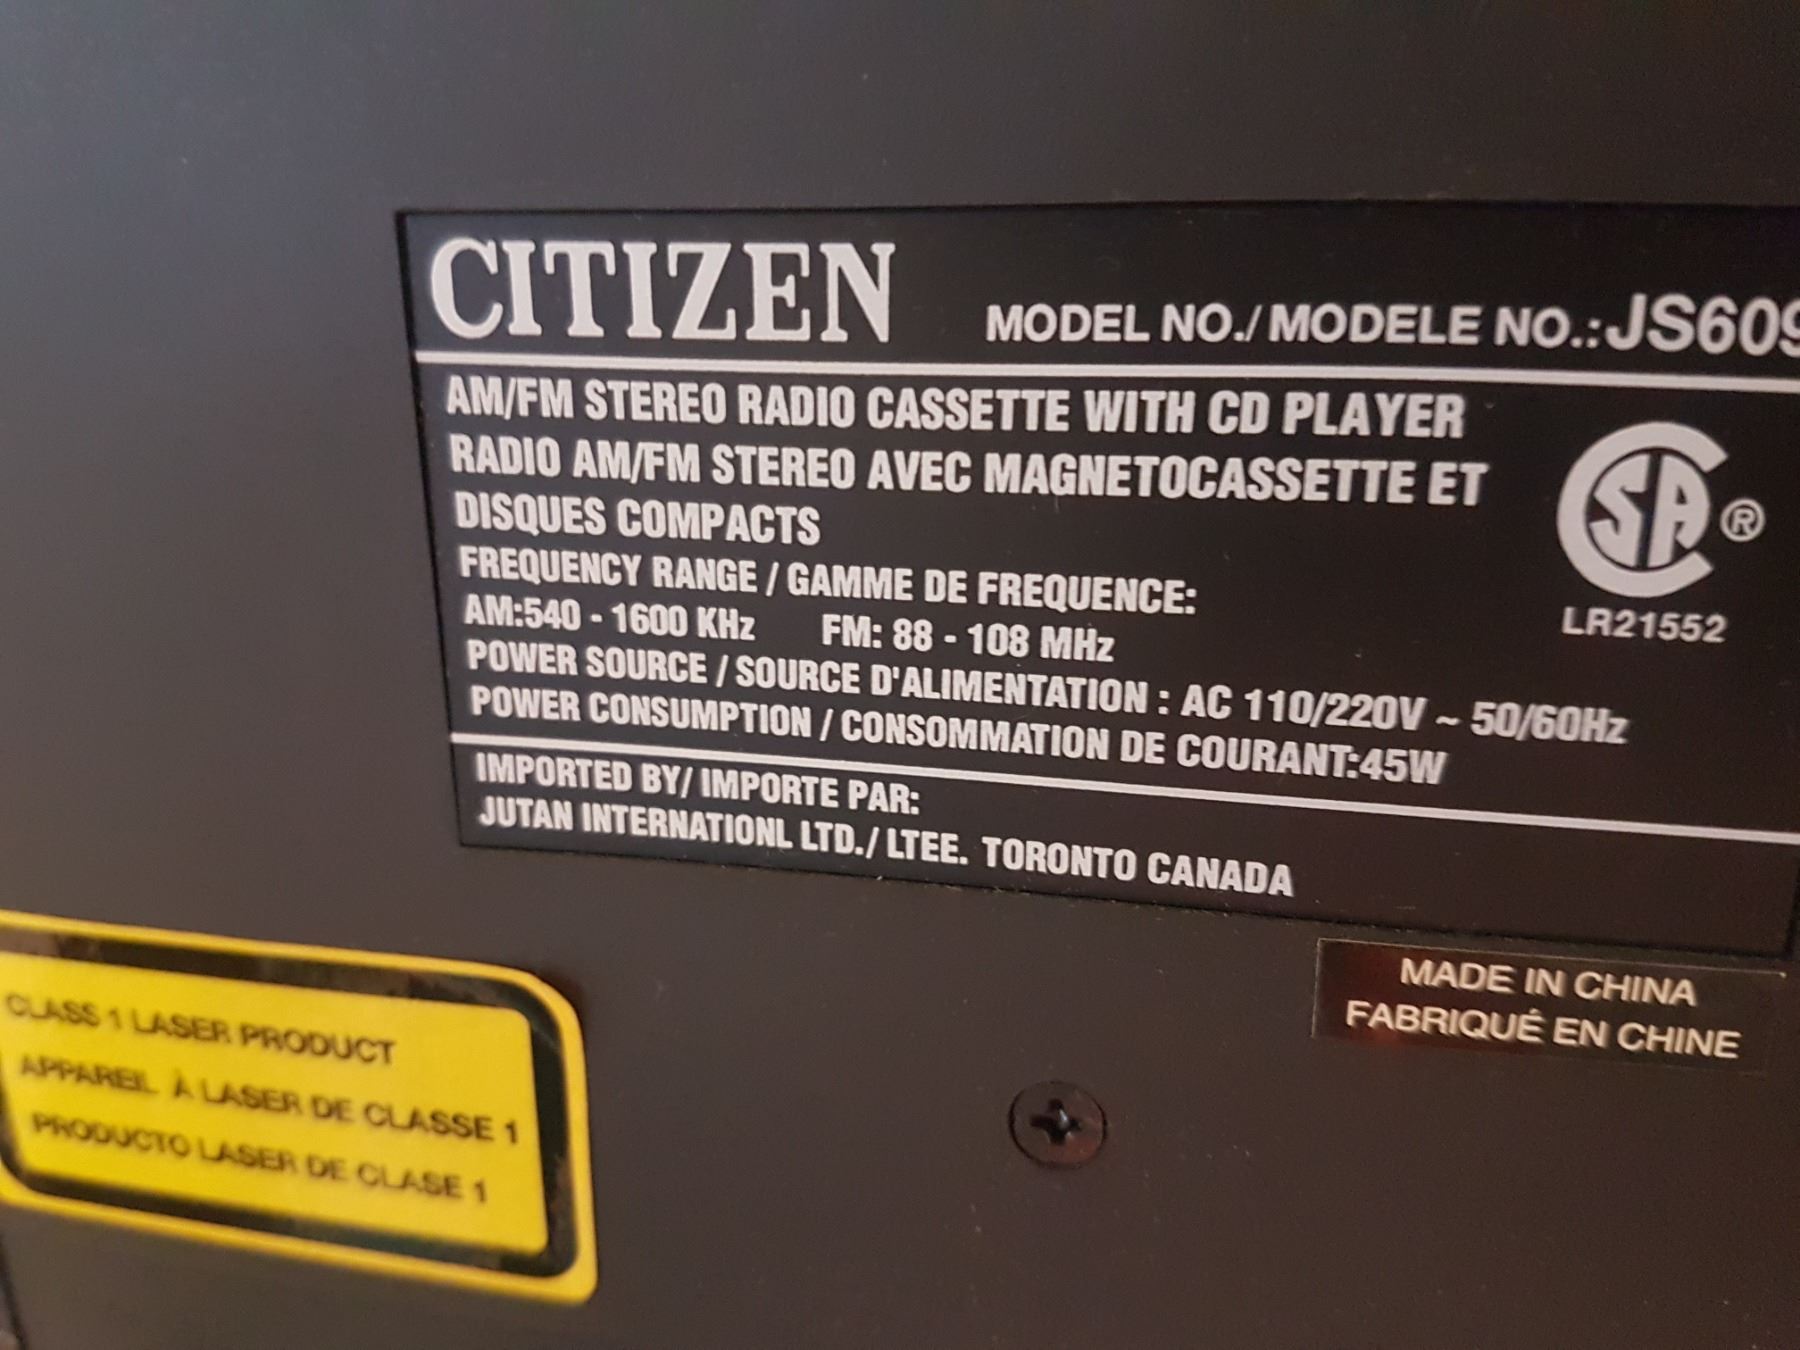 CITIZEN MODEL NO./MODELE NO.:JS609
AM/FM STEREO RADIO CASSETTE WITH CD PLAYER
RADIO AM/FM STEREO AVEC MAGNETOCASSETTE ET
DISQUES COMPACTS
FREQUENCY RANGE / GAMME DE FREQUENCE:
AM:540 - 1600 KHz FM: 88 - 108 MHz
POWER SOURCE / SOURCE D'ALIMENTATION : AC 110/220V ~ 50/60Hz
POWER CONSUMPTION / CONSOMMATION DE COURANT:45W
SA ®
LR21552
IMPORTED BY/ IMPORTE PAR:
JUTAN INTERNATIONL LTD./ LTEE. TORONTO CANADA
MADE IN CHINA
FABRIQUÉ EN CHINE
CLASS 1 LASER PRODUCT
APPAREIL À LASER DE CLASSE 1
PRODUCTO LASER DE CLASE 1